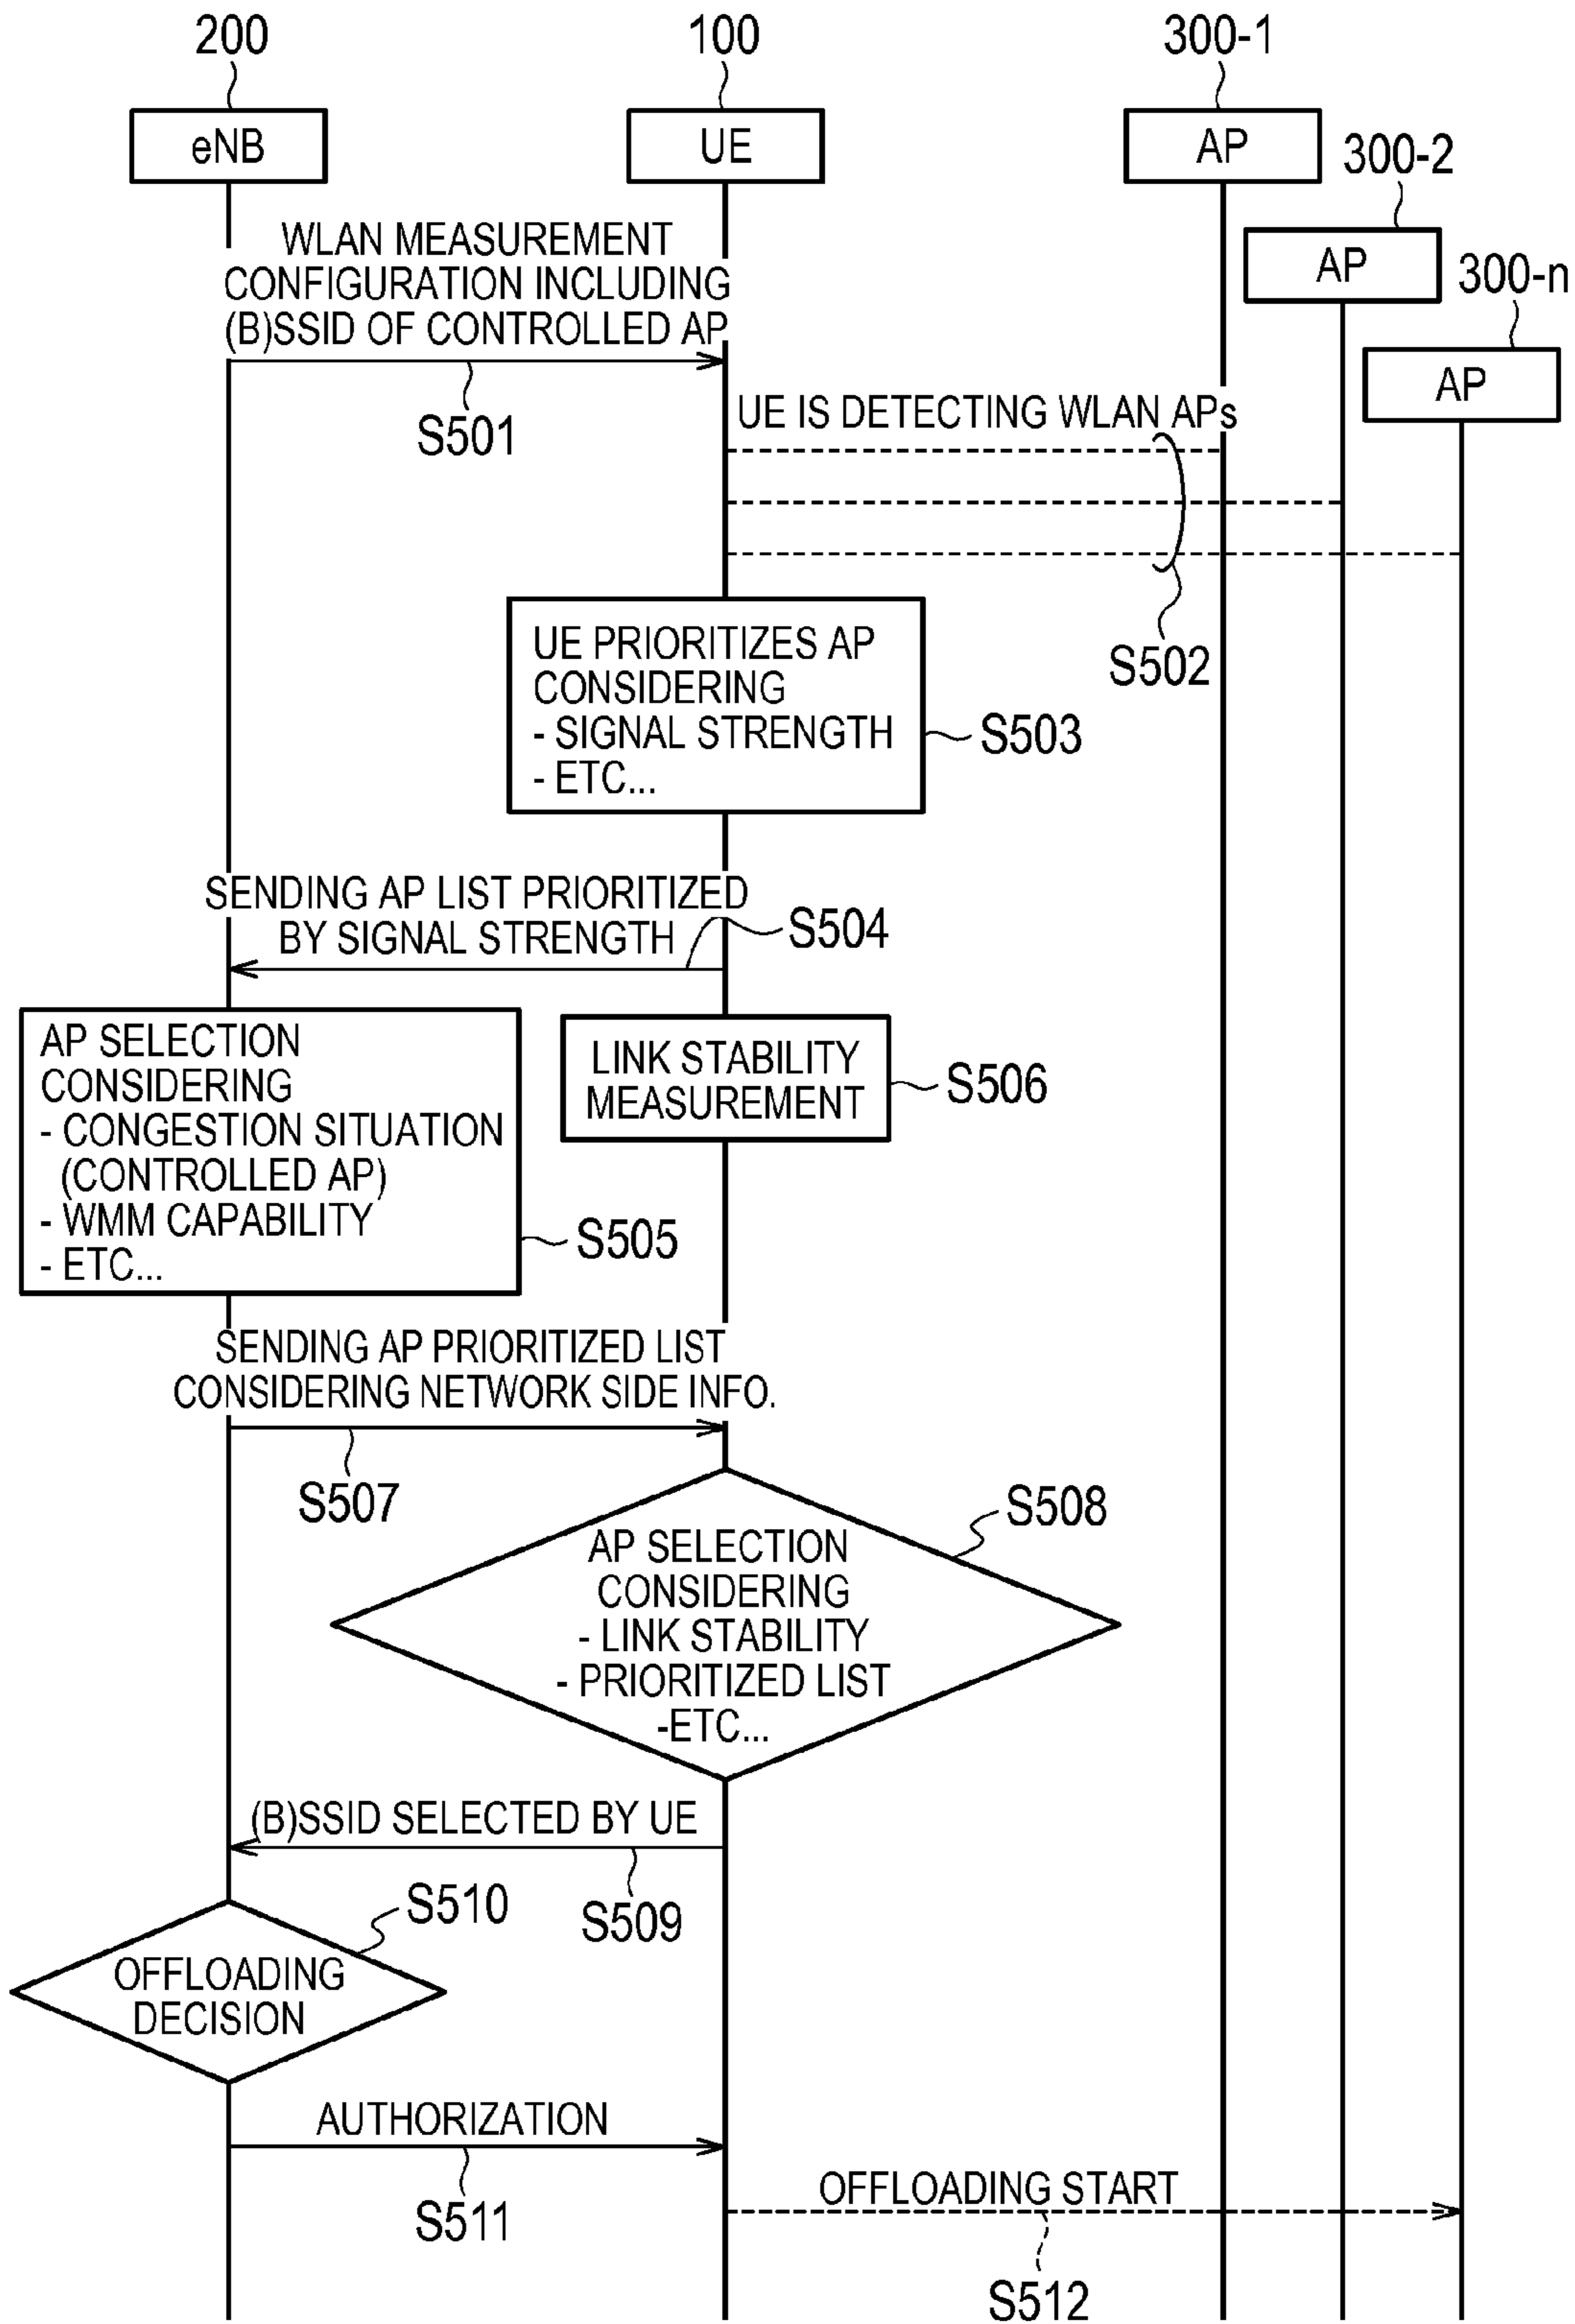 200
100
300-1
eNB
UE
AP
300-2
AP
300-n
AP
WLAN MEASUREMENT
CONFIGURATION INCLUDING
(B)SSID OF CONTROLLED AP
S501
UE IS DETECTING WLAN APs
S502
UE PRIORITIZES AP
CONSIDERING
- SIGNAL STRENGTH
- ETC...
S503
SENDING AP LIST PRIORITIZED
BY SIGNAL STRENGTH
S504
AP SELECTION
CONSIDERING
- CONGESTION SITUATION
(CONTROLLED AP)
- WMM CAPABILITY
- ETC...
S505
LINK STABILITY
MEASUREMENT
S506
SENDING AP PRIORITIZED LIST
CONSIDERING NETWORK SIDE INFO.
S507
AP SELECTION
CONSIDERING
- LINK STABILITY
- PRIORITIZED LIST
-ETC...
S508
(B)SSID SELECTED BY UE
S509
OFFLOADING
DECISION
S510
AUTHORIZATION
S511
OFFLOADING START
S512